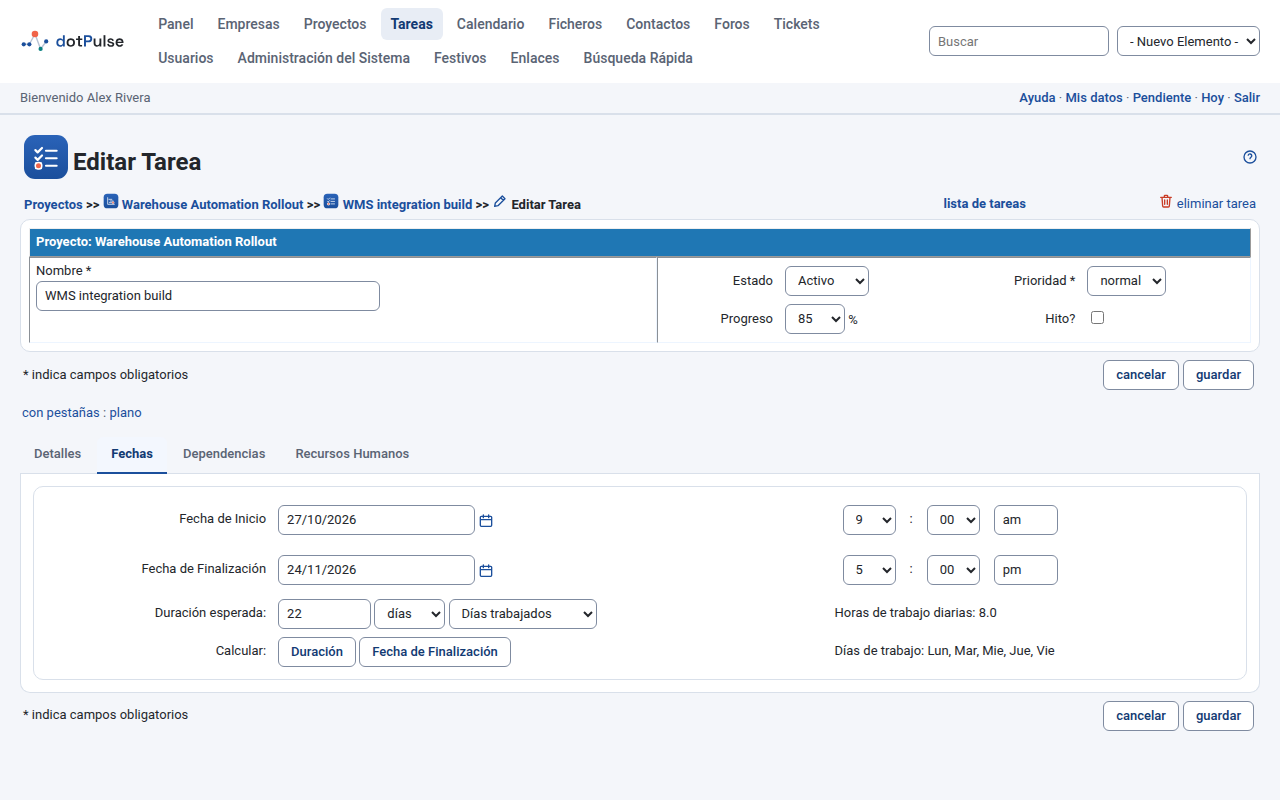 dotPulse
Panel Empresas Proyectos Tareas Calendario Ficheros Contactos Foros Tickets
Usuarios Administración del Sistema Festivos Enlaces Búsqueda Rápida
Buscar
- Nuevo Elemento -
Bienvenido Alex Rivera
Ayuda · Mis datos · Pendiente · Hoy · Salir
Editar Tarea
Proyectos >> Warehouse Automation Rollout >> WMS integration build >> Editar Tarea
lista de tareas
eliminar tarea
Proyecto: Warehouse Automation Rollout
Nombre *
WMS integration build
Estado Activo Prioridad * normal
Progreso 85 % Hito?
* indica campos obligatorios
cancelar guardar
con pestañas : plano
Detalles Fechas Dependencias Recursos Humanos
Fecha de Inicio 27/10/2026 9 : 00 am
Fecha de Finalización 24/11/2026 5 : 00 pm
Duración esperada: 22 días Días trabajados Horas de trabajo diarias: 8.0
Calcular: Duración Fecha de Finalización Días de trabajo: Lun, Mar, Mie, Jue, Vie
* indica campos obligatorios
cancelar guardar